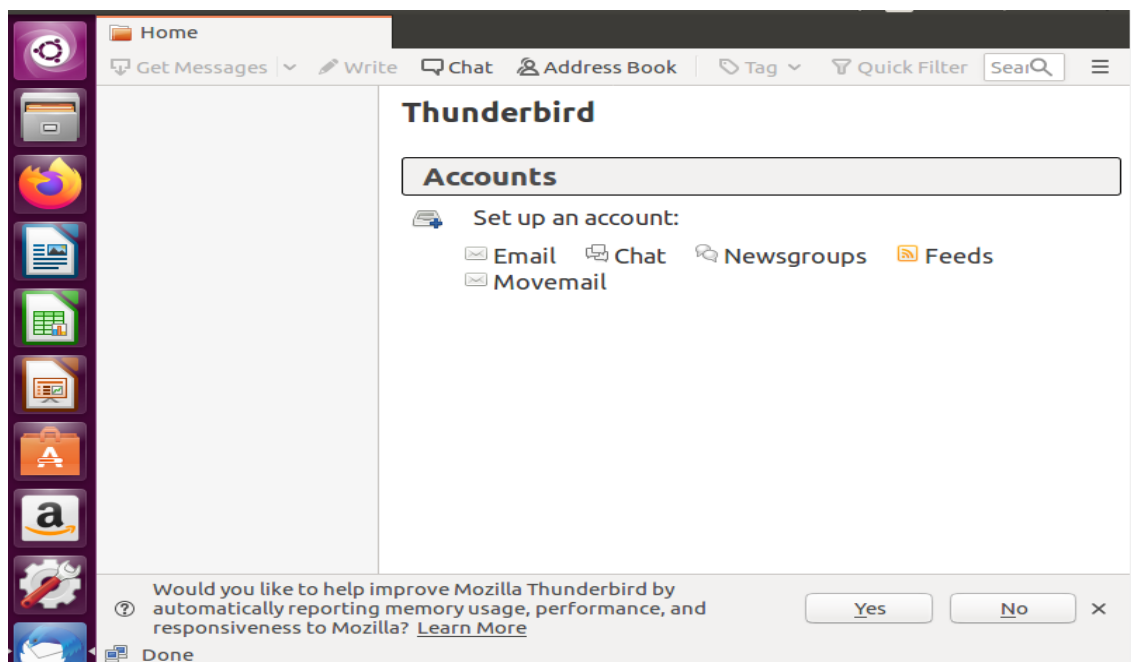 Home
Get Messages Write Chat Address Book Tag Quick Filter Sear
Thunderbird
Accounts
Set up an account:
Email Chat Newsgroups Feeds
Movemail
a
Would you like to help improve Mozilla Thunderbird by
automatically reporting memory usage, performance, and
responsiveness to Mozilla? Learn More
Yes No
Done